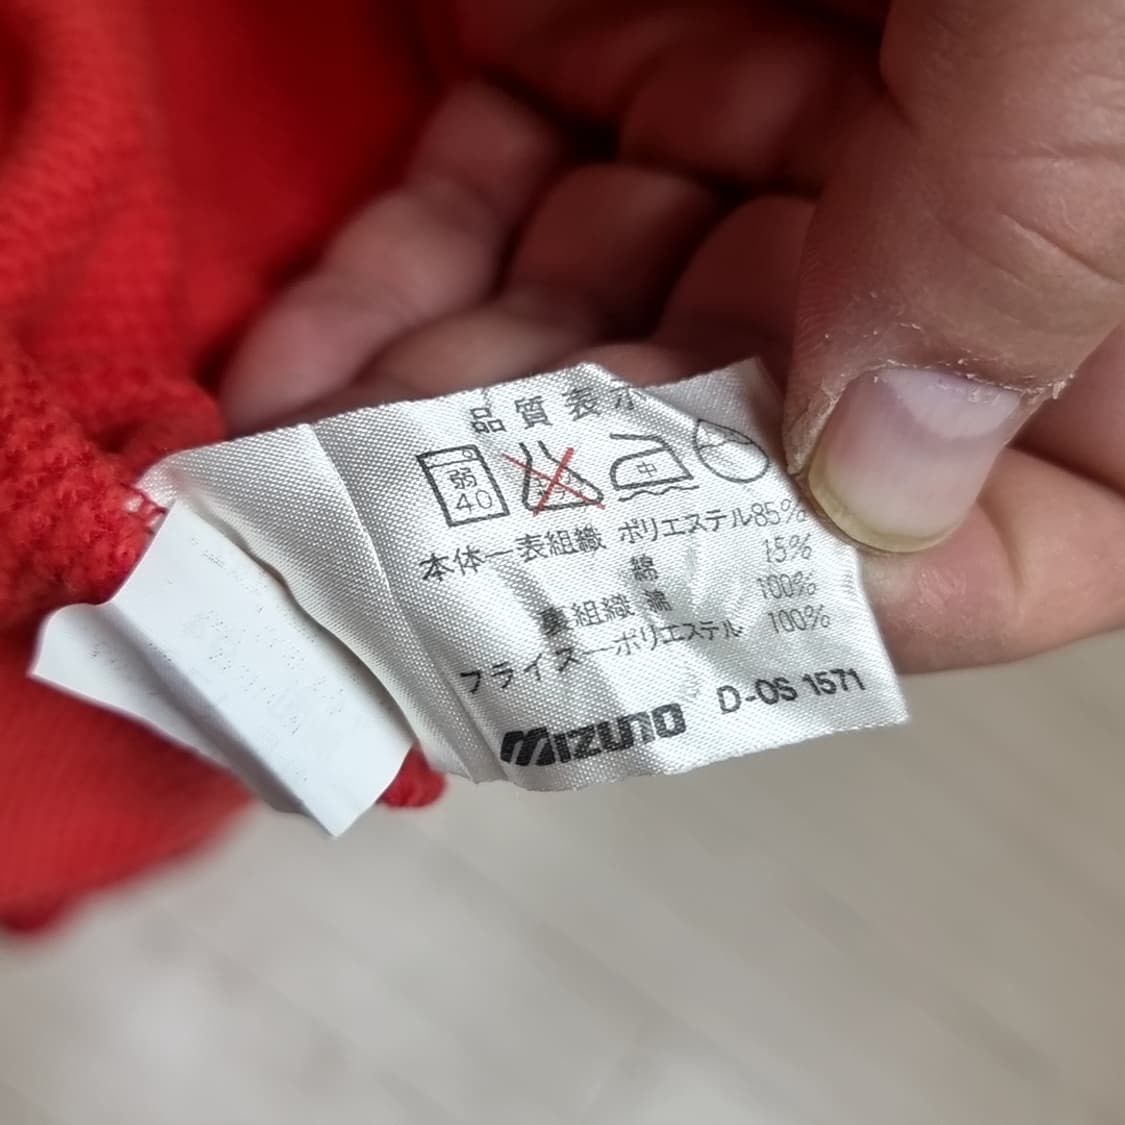 品質表示
弱 40 中
本体一表組織 ポリエステル85%
綿 15%
裏組織 綿 100%
フライスーポリエステル 100%
MIZUNO D-OS 1571